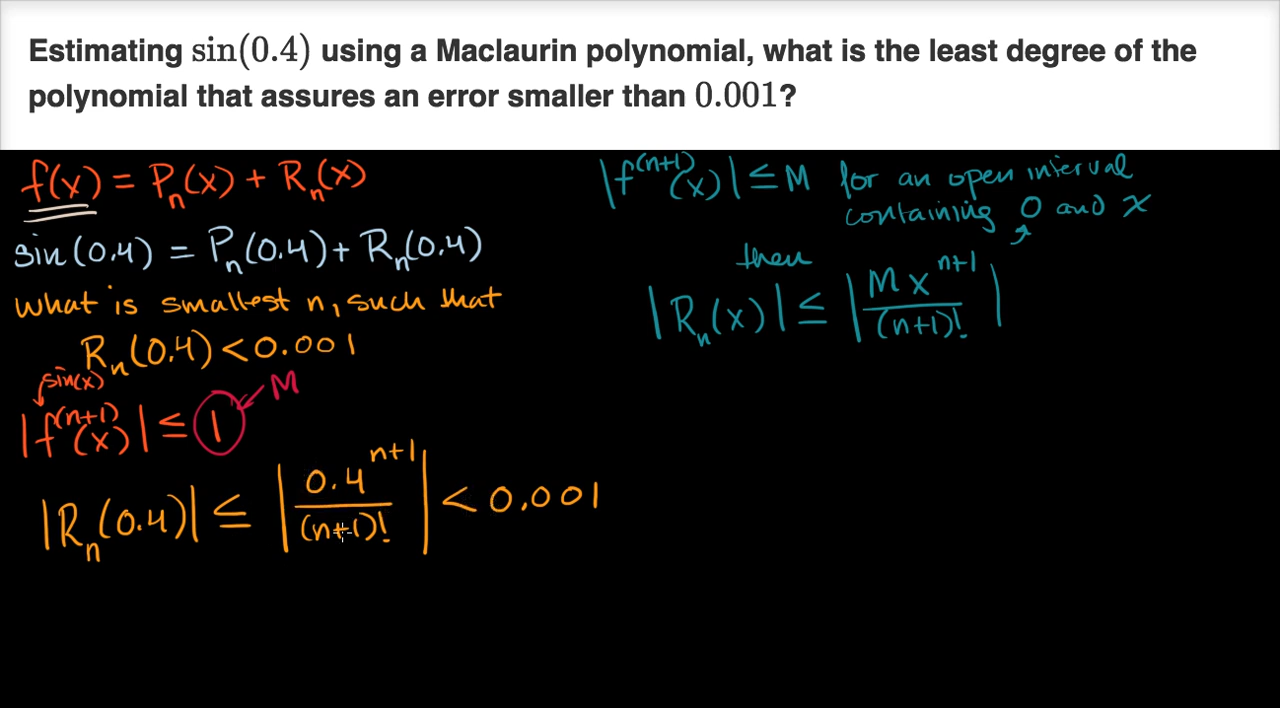 Estimating sin(0.4) using a Maclaurin polynomial, what is the least degree of the
polynomial that assures an error smaller than 0.001?
f(x) = Pₙ(x) + Rₙ(x)
sin(0.4) = Pₙ(0.4) + Rₙ(0.4)
What is smallest n, such that
Rₙ(0.4) < 0.001
sin(x)
M
|f⁽ⁿ⁺¹⁾(x)| ≤ 1
|Rₙ(0.4)| ≤ |0.4ⁿ⁺¹/(n+1)!| < 0.001
|f⁽ⁿ⁺¹⁾(x)| ≤ M for an open interval
containing 0 and x
then
|Rₙ(x)| ≤ |Mxⁿ⁺¹/(n+1)!|